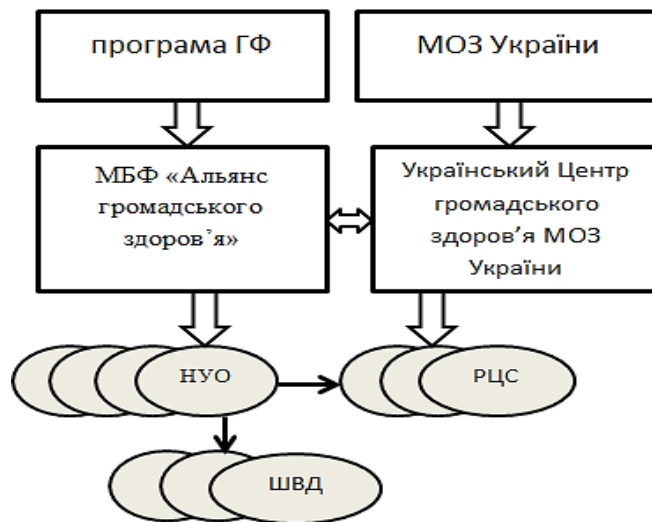 програма ГФ
МОЗ України
МБФ «Альянс
громадського
здоров’я»
Український Центр
громадського
здоров’я МОЗ
України
НУО
РЦС
ШВД